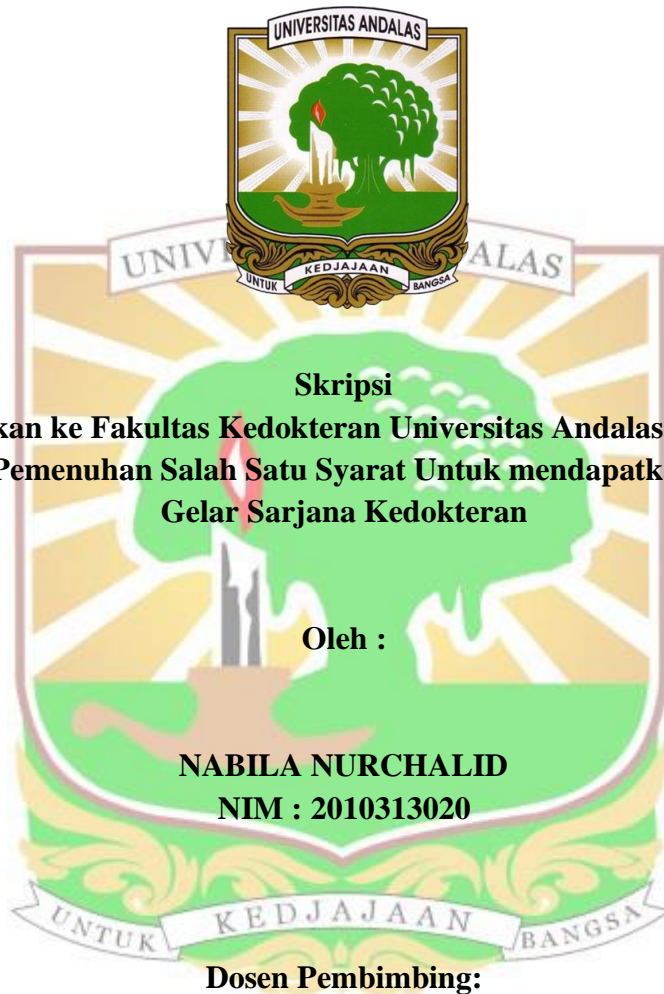 UNIVERSITAS ANDALAS
UNTUK KEDJAJAAN BANGSA
ALAS
Skripsi
kan ke Fakultas Kedokteran Universitas Andalas
Pemenuhan Salah Satu Syarat Untuk mendapatk
Gelar Sarjana Kedokteran
Oleh :
NABILA NURCHALID
NIM : 2010313020
UNTUK KEDJAJAAN BANGSA
Dosen Pembimbing: